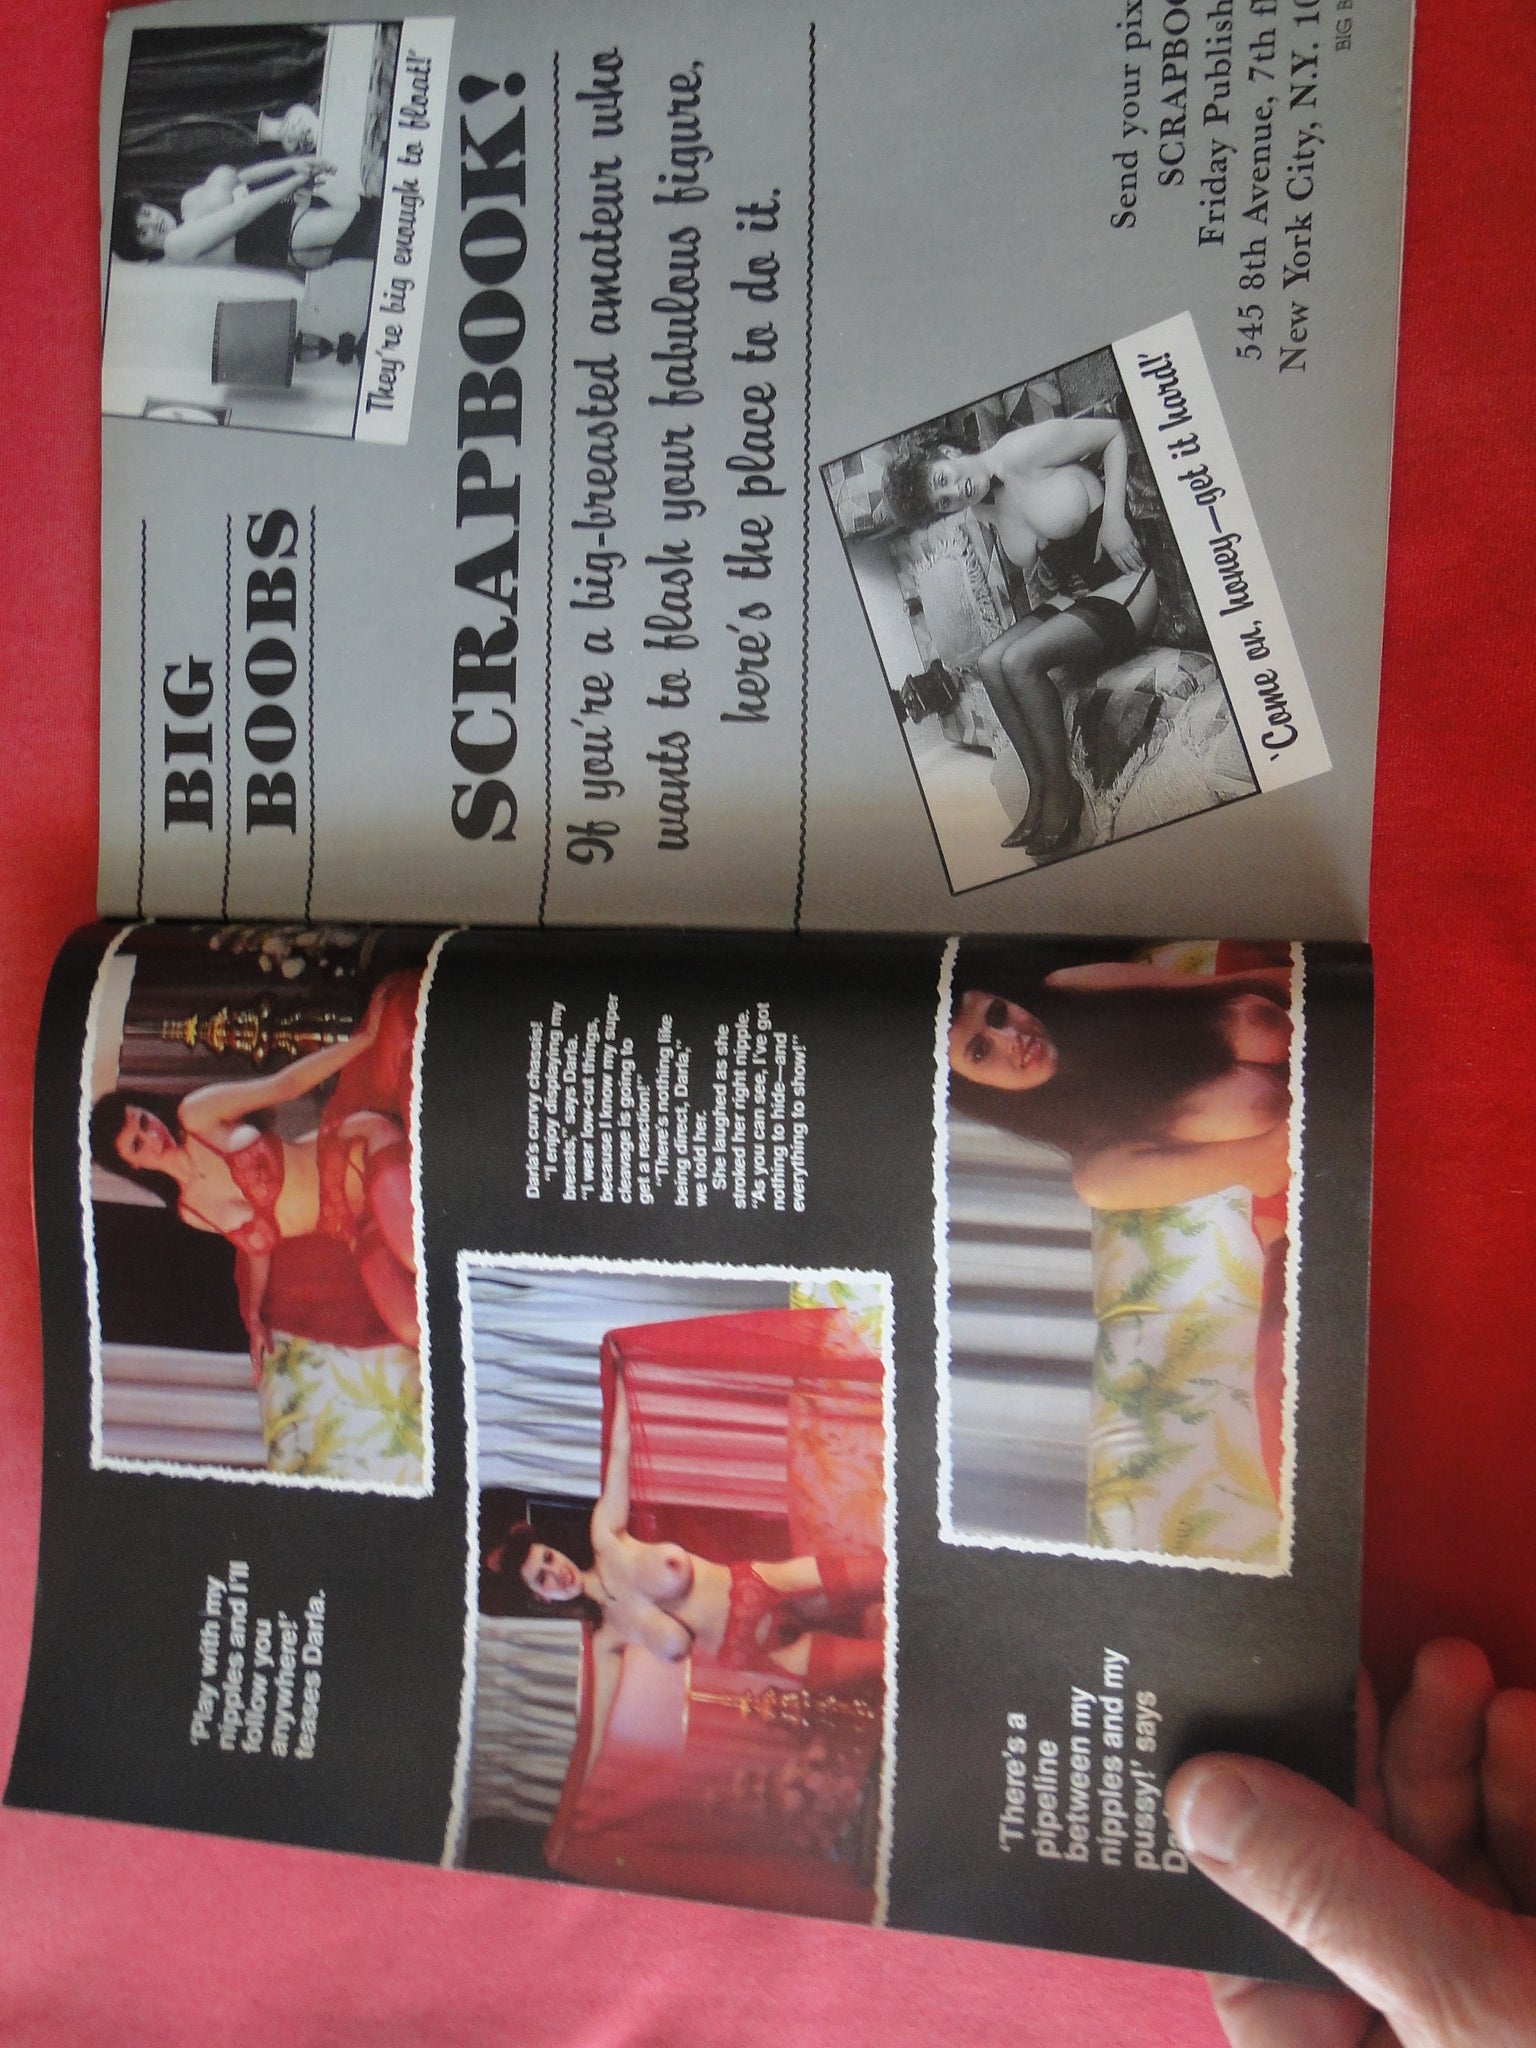 'Play with my
nipples and I'll
follow you
anywhere!'
teases Darla.
Darla's curvy chassis!
"I enjoy displaying my
breasts," says Darla.
"I wear low-cut things,
because I know my super
cleavage is going to
get a reaction!"
"There's nothing like
being direct, Darla,"
we told her.
She laughed as she
stroked her right nipple.
"As you can see, I've got
nothing to hide—and
everything to show!"
'There's a
pipeline
between my
nipples and my
pussy!' says
BIG
BOOBS
They're big enough to float!'
SCRAPBOOK!
If you're a big-breasted amateur who
wants to flash your fabulous figure,
here's the place to do it.
'Come on, honey—get it hard!'
Send your pix
SCRAPBOO
Friday Publish
545 8th Avenue, 7th fl
New York City, N.Y. 10
BIG B